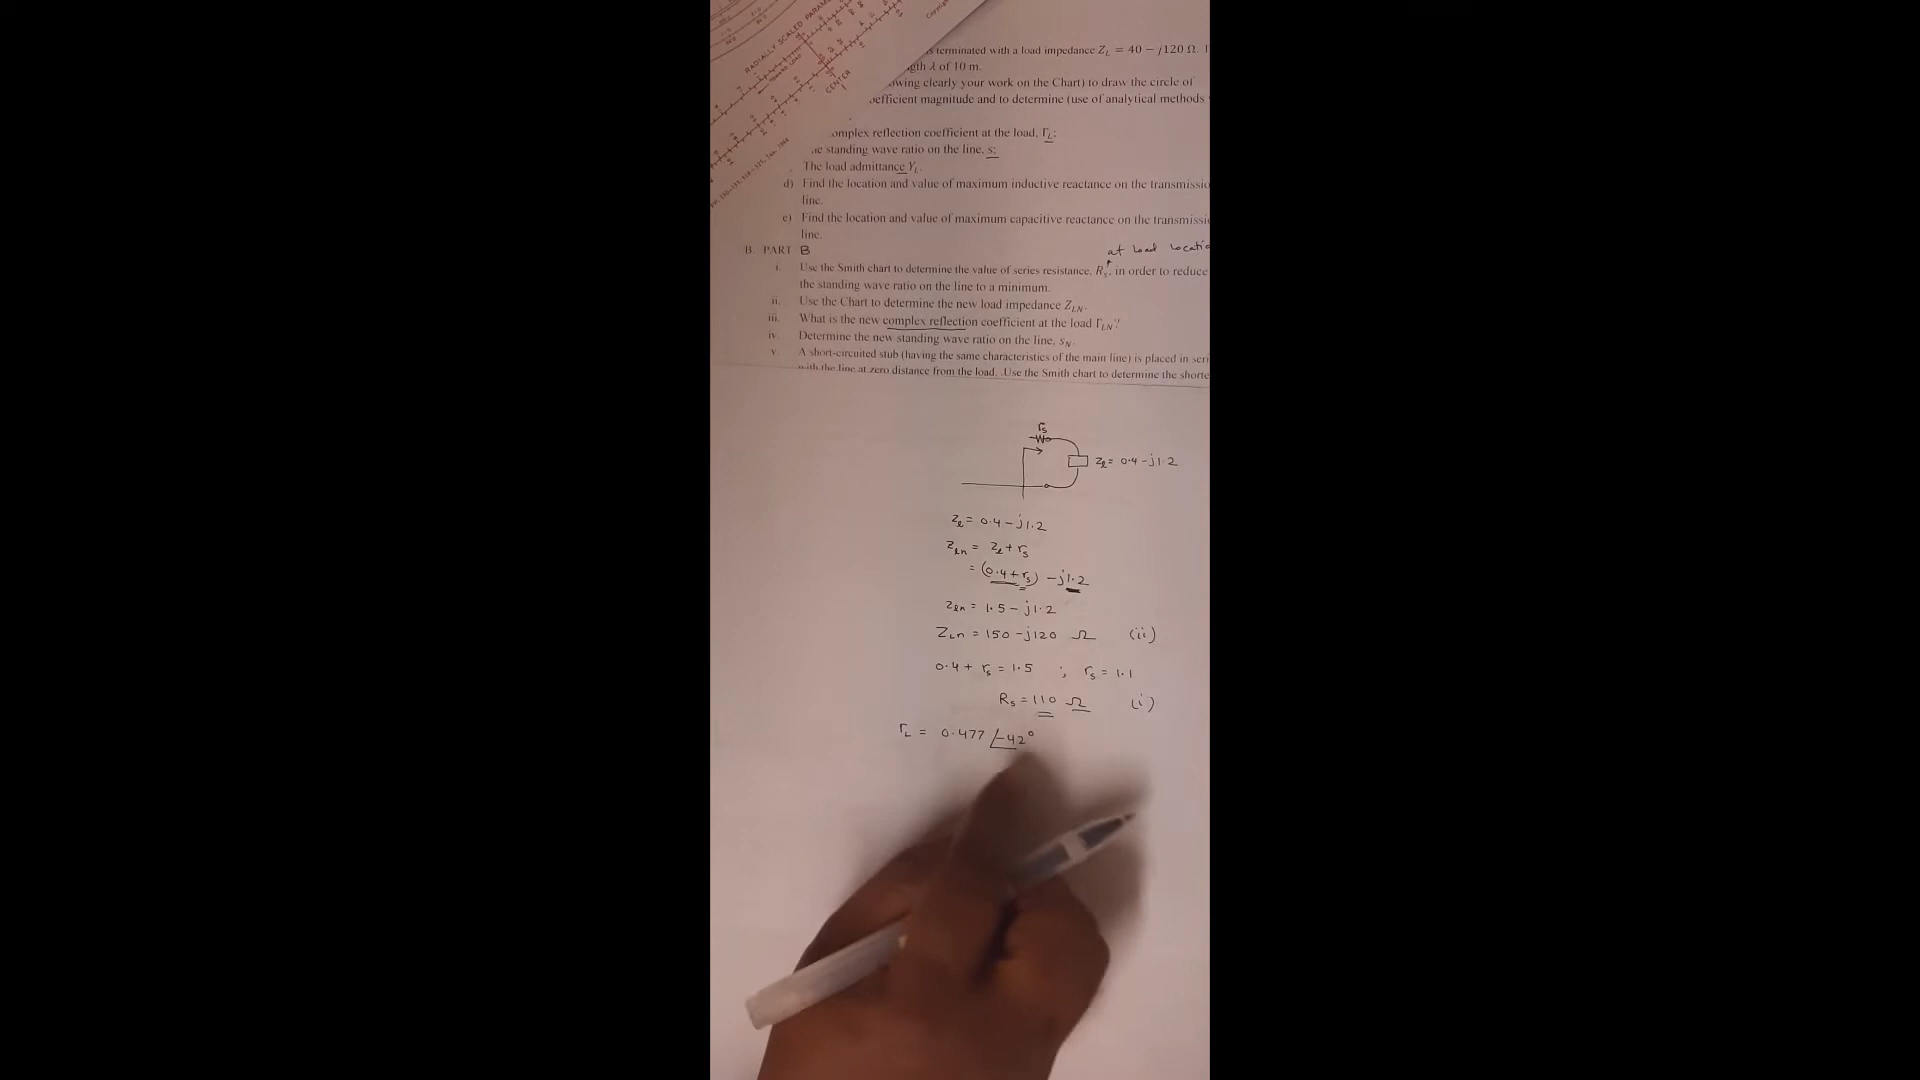 RADIALLY SCALED PARAM
TOWARD LOAD
CENTER
is terminated with a load impedance Z_L = 40 − j120 Ω.
gth λ of 10 m.
wing clearly your work on the Chart) to draw the circle of
oefficient magnitude and to determine (use of analytical methods
omplex reflection coefficient at the load, Γ_L;
e standing wave ratio on the line, s;
The load admittance Y_L.
d) Find the location and value of maximum inductive reactance on the transmissio
line.
e) Find the location and value of maximum capacitive reactance on the transmissi
line.
B. PART B
at load locatio
i. Use the Smith chart to determine the value of series resistance, R_s, in order to reduce
the standing wave ratio on the line to a minimum.
ii. Use the Chart to determine the new load impedance Z_LN.
iii. What is the new complex reflection coefficient at the load Γ_LN?
iv. Determine the new standing wave ratio on the line, s_N.
v. A short-circuited stub (having the same characteristics of the main line) is placed in seri
with the line at zero distance from the load. .Use the Smith chart to determine the shorte
r_s
z_l = 0.4 - j1.2
z_l = 0.4 - j1.2
z_ln = z_l + r_s
= (0.4 + r_s) - j1.2
z_ln = 1.5 - j1.2
Z_Ln = 150 - j120 Ω (ii)
0.4 + r_s = 1.5 ; r_s = 1.1
R_s = 110 Ω (i)
Γ_L = 0.477 ∠-42°